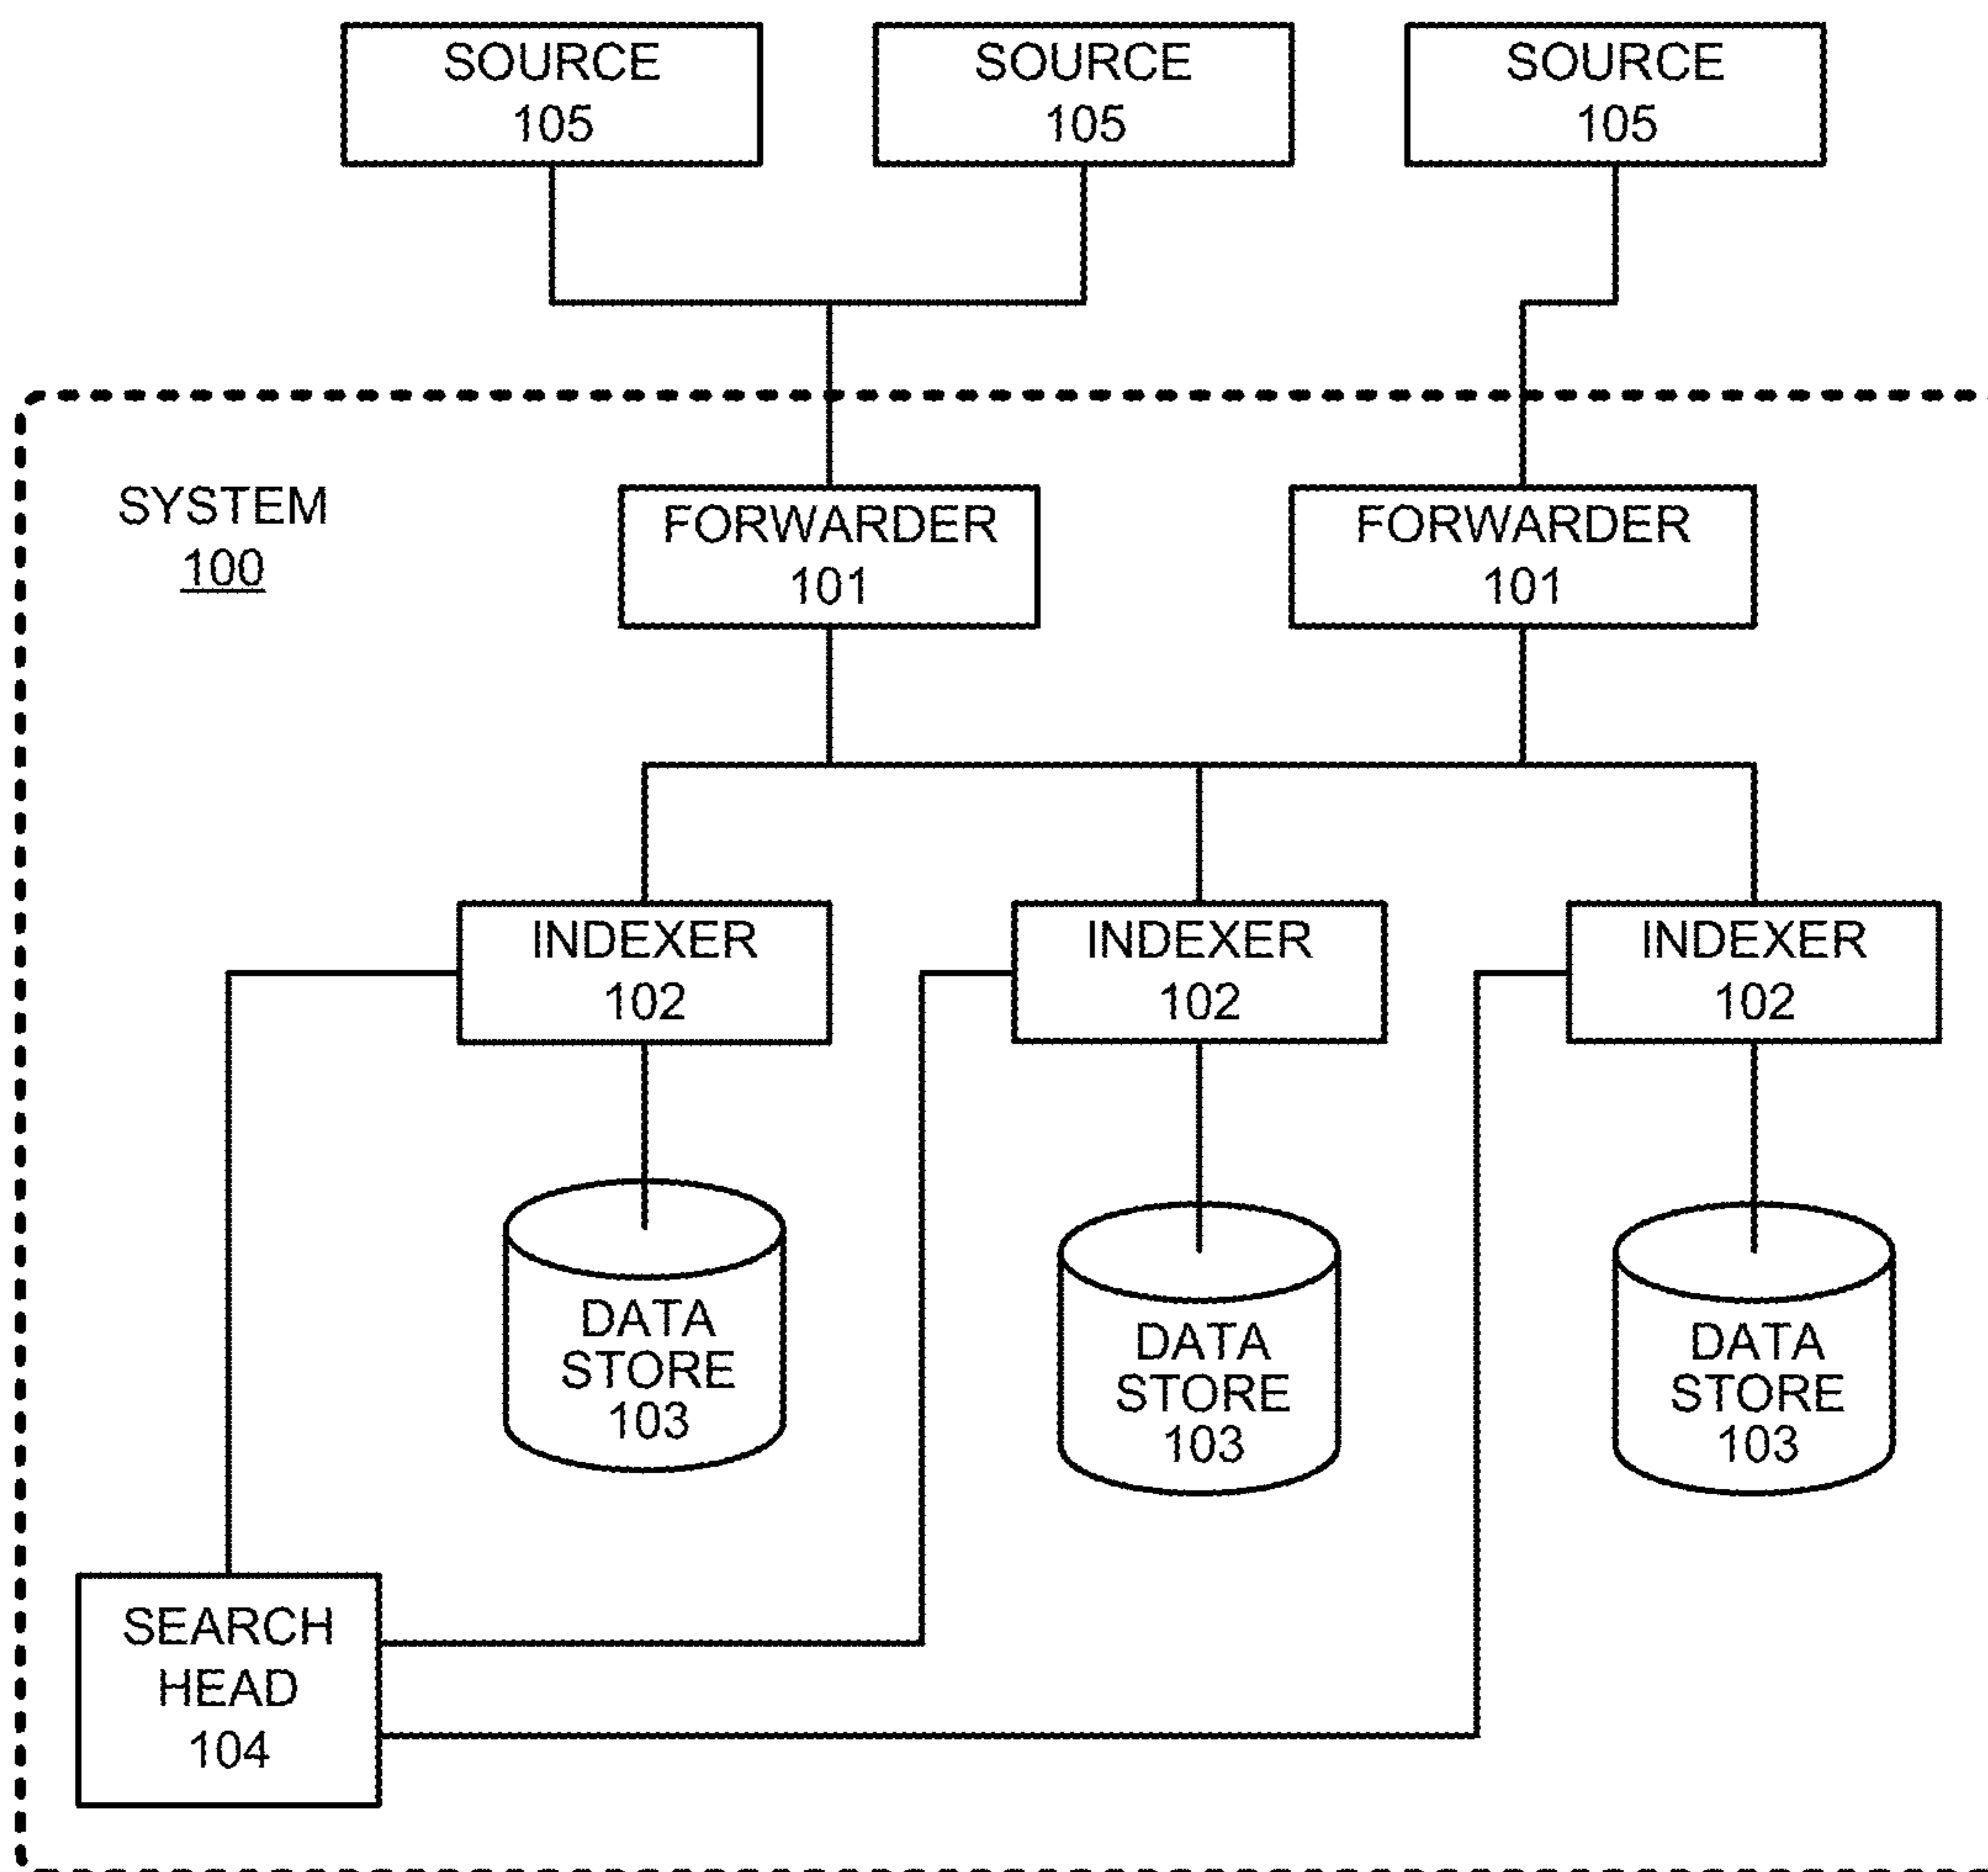 SOURCE
105
SOURCE
105
SOURCE
105
SYSTEM
100
FORWARDER
101
FORWARDER
101
INDEXER
102
INDEXER
102
INDEXER
102
DATA
STORE
103
DATA
STORE
103
DATA
STORE
103
SEARCH
HEAD
104